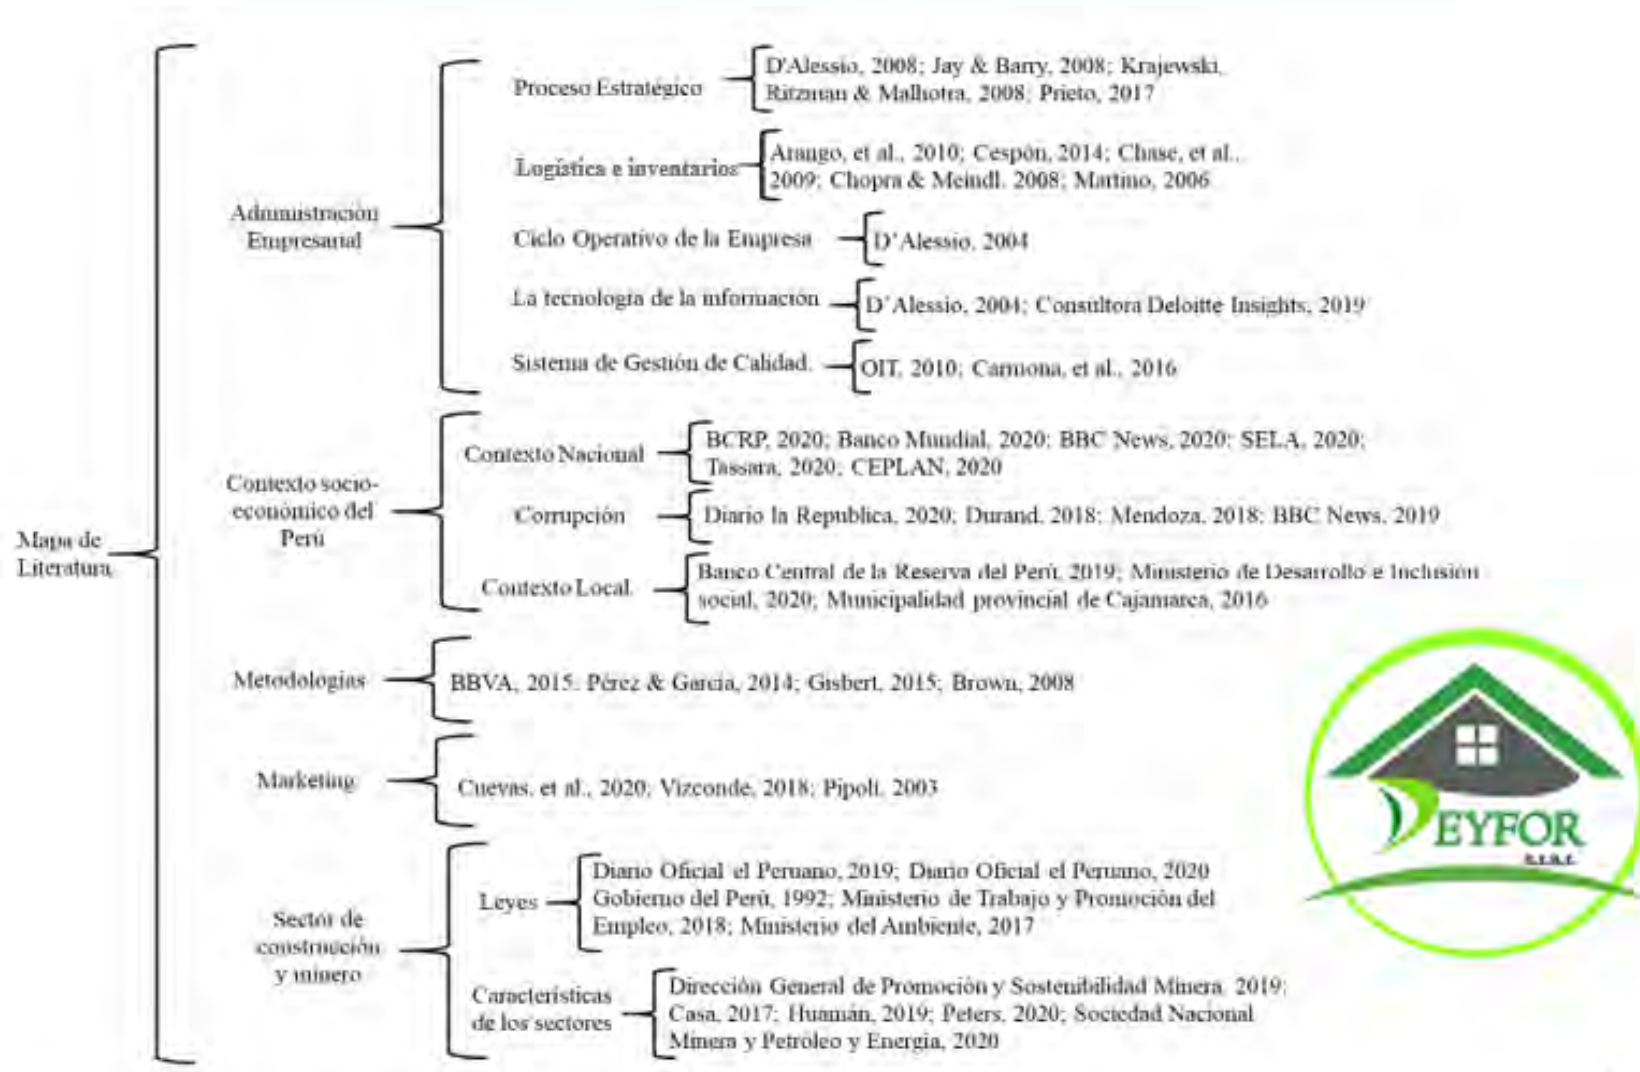 Mapa de
Literatura
Administración
Empresarial
Proceso Estratégico
D'Alessio, 2008; Jay & Barry, 2008; Krajewski,
Ritzman & Malhotra, 2008; Prieto, 2017
Logística e inventarios
Arango, et al., 2010; Cespón, 2014; Chase, et al.,
2009; Chopra & Meindl. 2008; Martino, 2006
Ciclo Operativo de la Empresa
D'Alessio, 2004
La tecnología de la información
D'Alessio, 2004; Consultora Deloitte Insights, 2019
Sistema de Gestión de Calidad.
OIT, 2010; Carmona, et al., 2016
Contexto socio-
económico del
Perú
Contexto Nacional
BCRP, 2020; Banco Mundial, 2020; BBC News, 2020; SELA, 2020;
Tassara, 2020; CEPLAN, 2020
Corrupción
Diario la Republica, 2020; Durand, 2018; Mendoza, 2018; BBC News, 2019
Contexto Local.
Banco Central de la Reserva del Perú, 2019; Ministerio de Desarrollo e Inclusión
social, 2020; Municipalidad provincial de Cajamarca, 2016
Metodologías
BBVA, 2015; Pérez & García, 2014; Gisbert, 2015; Brown, 2008
Marketing
Cuevas, et al., 2020; Vizconde, 2018; Pipoli, 2003
Sector de
construcción
y minero
Leyes
Diario Oficial el Peruano, 2019; Diario Oficial el Peruano, 2020
Gobierno del Perú, 1992; Ministerio de Trabajo y Promoción del
Empleo, 2018; Ministerio del Ambiente, 2017
Características
de los sectores
Dirección General de Promoción y Sostenibilidad Minera, 2019;
Casa, 2017; Huamán, 2019; Peters, 2020; Sociedad Nacional
Minera y Petróleo y Energía, 2020
DEYFOR
s.r.l.